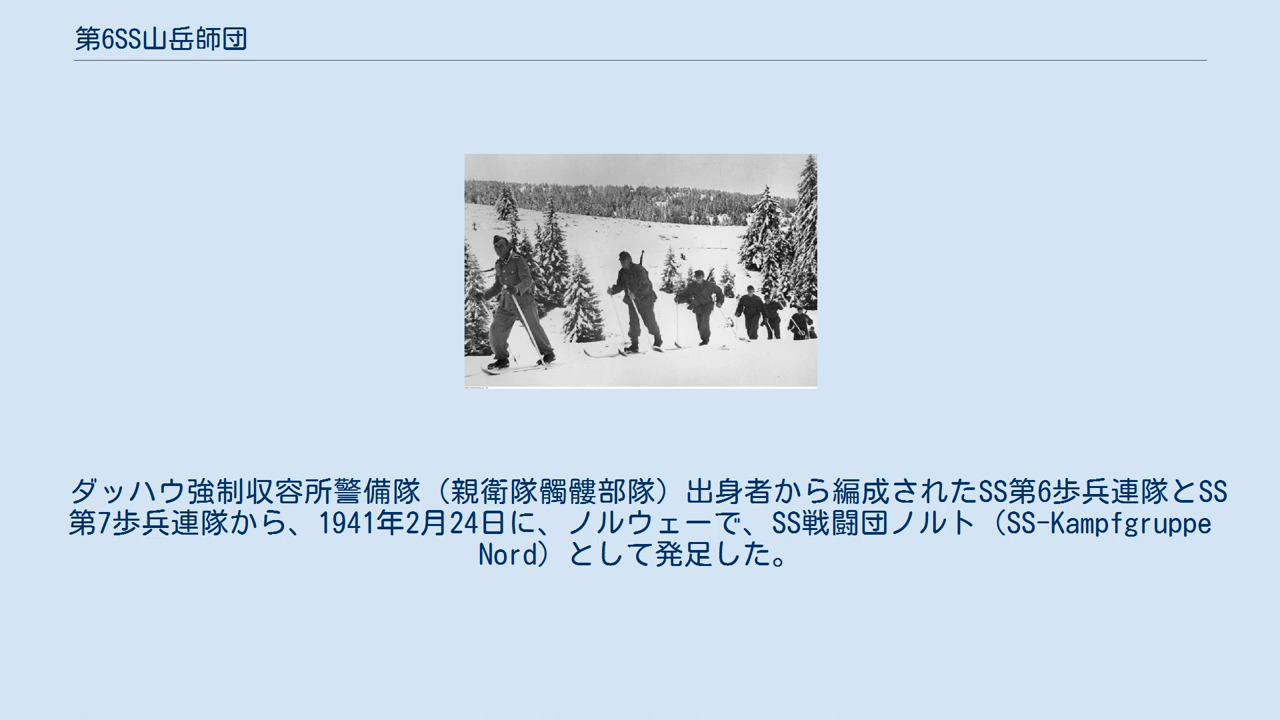 第6SS山岳師団
ダッハウ強制収容所警備隊（親衛隊髑髏部隊）出身者から編成されたSS第6歩兵連隊とSS
第7歩兵連隊から、1941年2月24日に、ノルウェーで、SS戦闘団ノルト（SS-Kampfgruppe
Nord）として発足した。